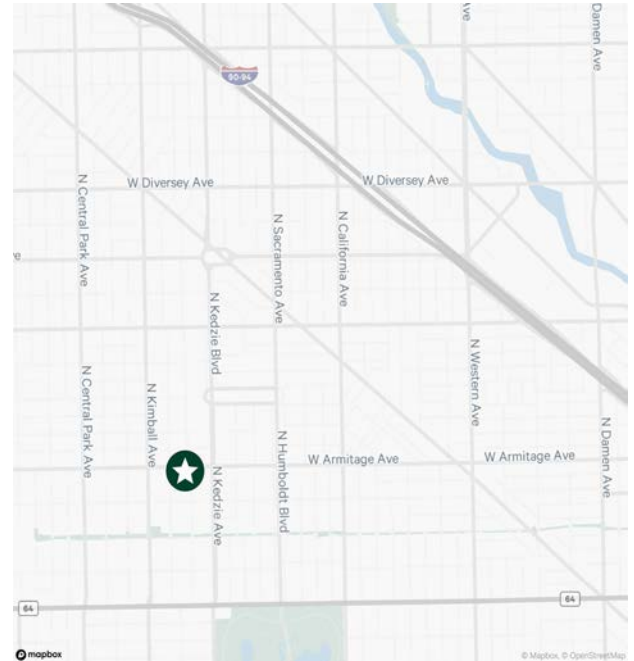 Ave
N Damen Ave
90-94
W Diversey Ave
W Diversey Ave
N Central Park Ave
N Sacramento Ave
N California Ave
N Kedzie Blvd
N Western Ave
N Central Park Ave
N Kimball Ave
N Humboldt Blvd
N Damen Ave
W Armitage Ave
W Armitage Ave
N Kedzie Ave
64
64
mapbox
© Mapbox, © OpenStreetMap